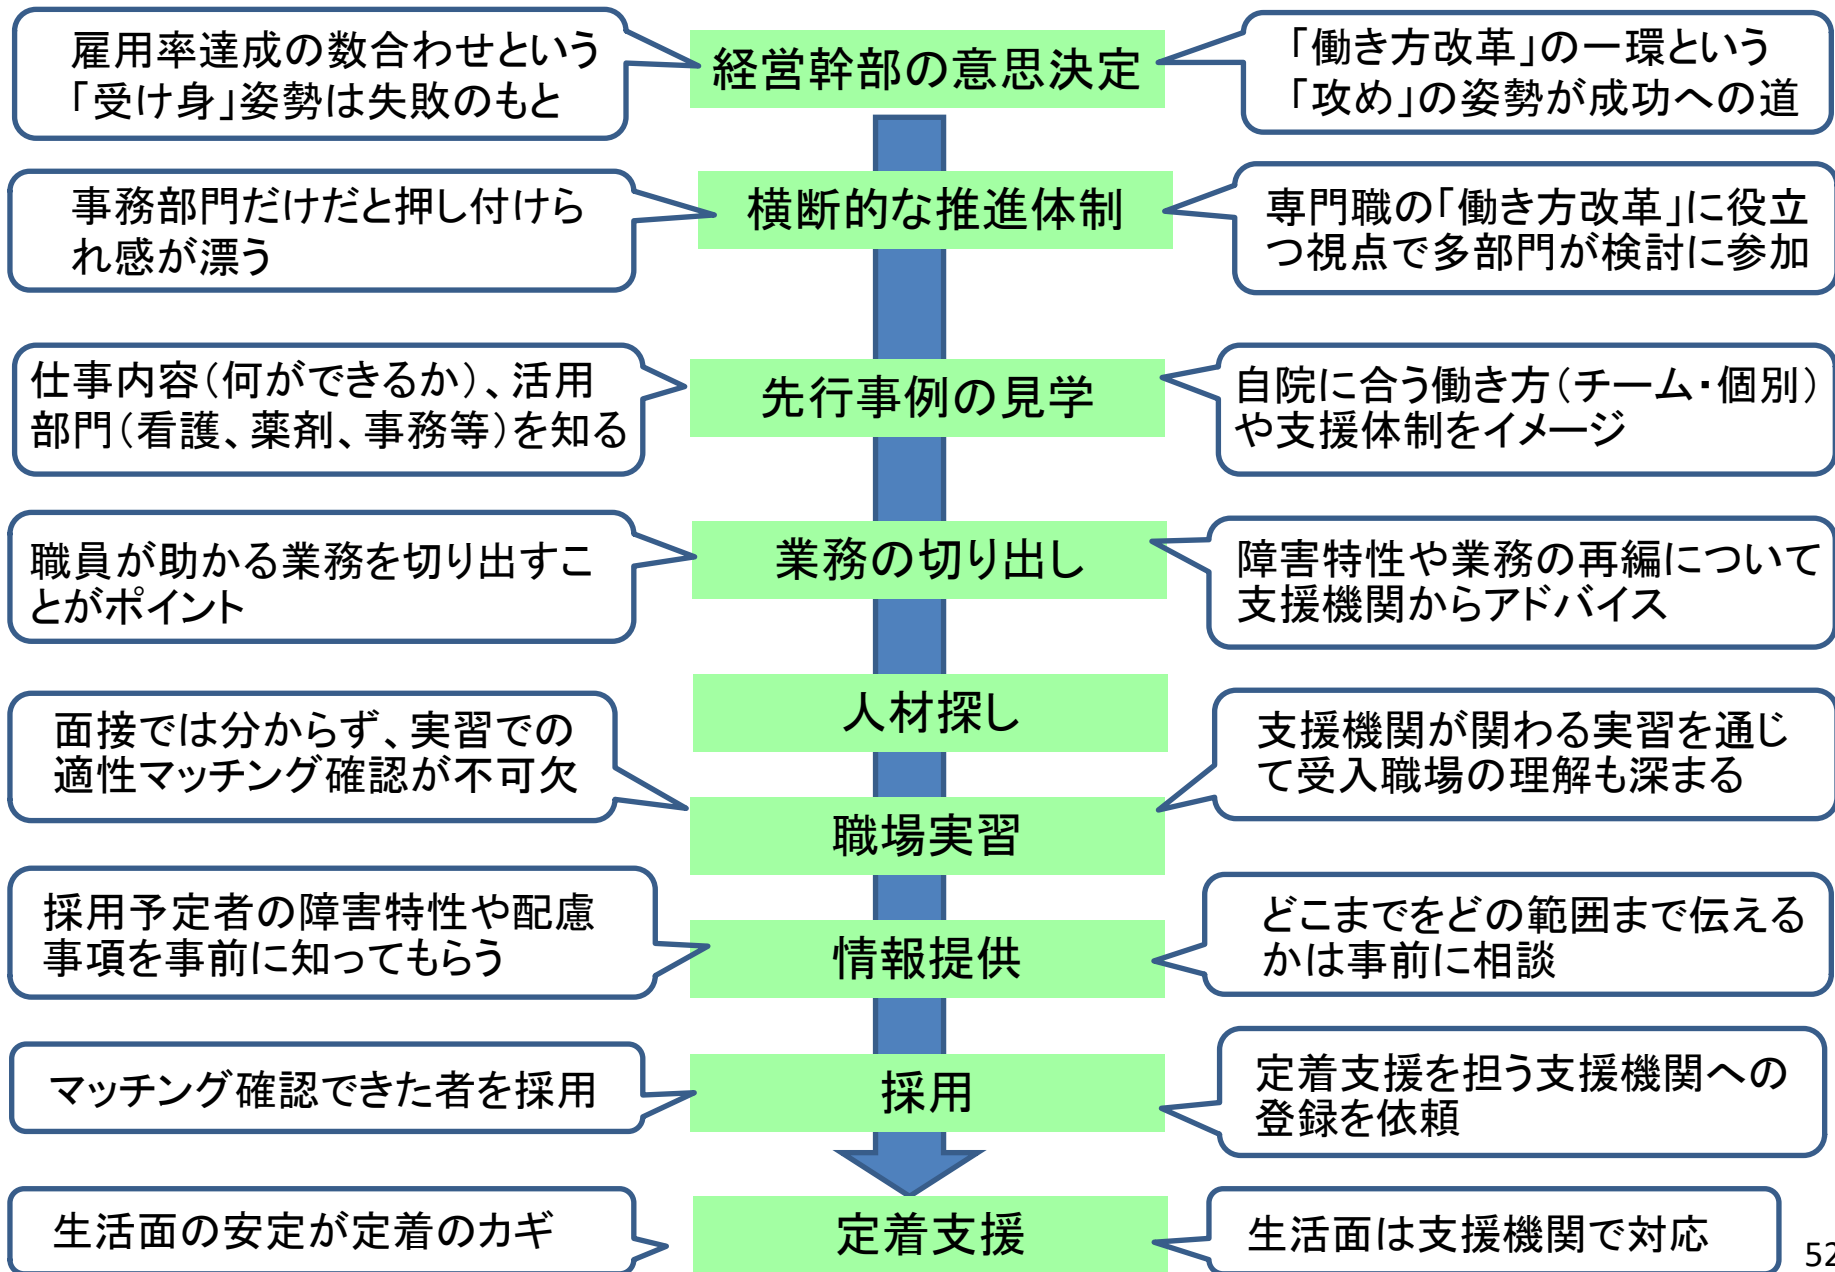 雇用率達成の数合わせという
「受け身」姿勢は失敗のもと
経営幹部の意思決定
「働き方改革」の一環という
「攻め」の姿勢が成功への道
事務部門だけだと押し付けら
れ感が漂う
横断的な推進体制
専門職の「働き方改革」に役立
つ視点で多部門が検討に参加
仕事内容(何ができるか)、活用
部門(看護、薬剤、事務等)を知る
先行事例の見学
自院に合う働き方(チーム・個別)
や支援体制をイメージ
職員が助かる業務を切り出すこ
とがポイント
業務の切り出し
障害特性や業務の再編について
支援機関からアドバイス
人材探し
面接では分からず、実習での
適性マッチング確認が不可欠
職場実習
支援機関が関わる実習を通じ
て受入職場の理解も深まる
採用予定者の障害特性や配慮
事項を事前に知ってもらう
情報提供
どこまでをどの範囲まで伝える
かは事前に相談
マッチング確認できた者を採用
採用
定着支援を担う支援機関への
登録を依頼
生活面の安定が定着のカギ
定着支援
生活面は支援機関で対応
52